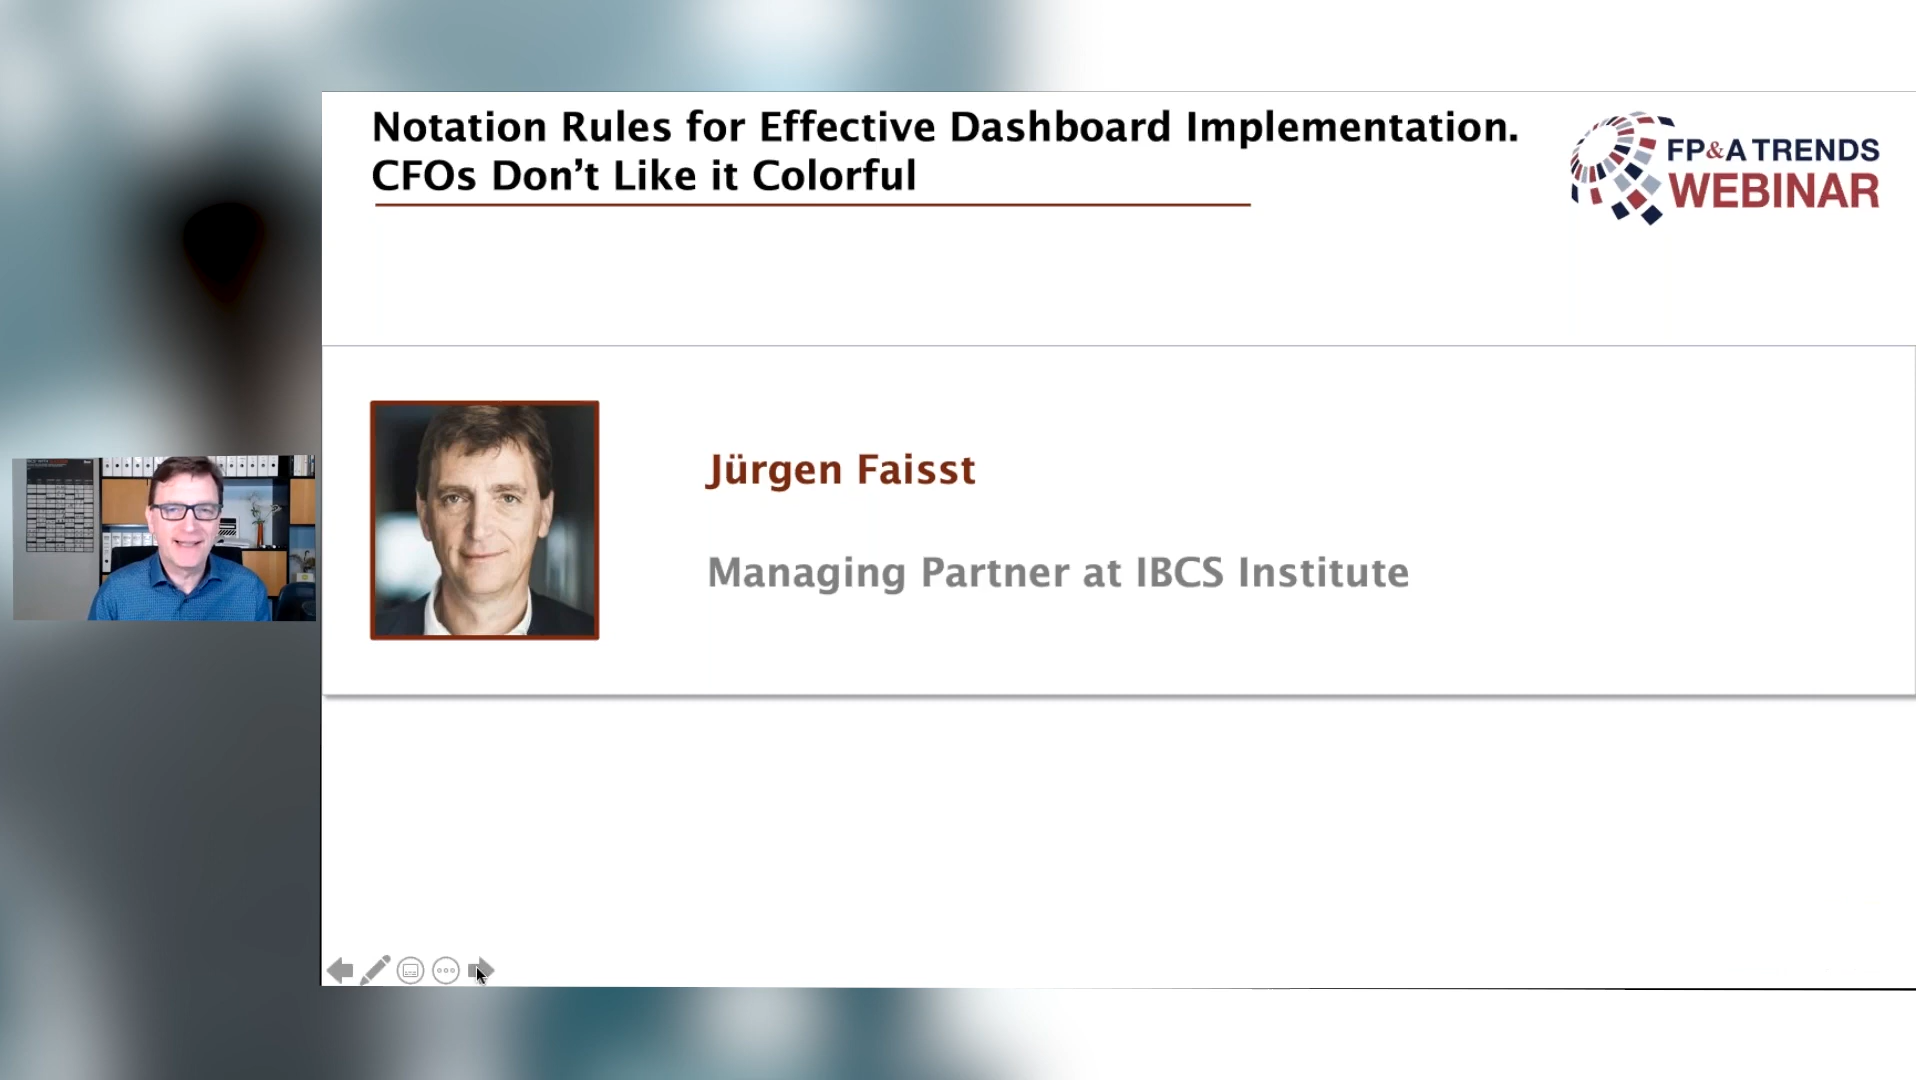 Notation Rules for Effective Dashboard Implementation.
CFOs Don't Like it Colorful
FP&A TRENDS
WEBINAR
Jürgen Faisst
Managing Partner at IBCS Institute